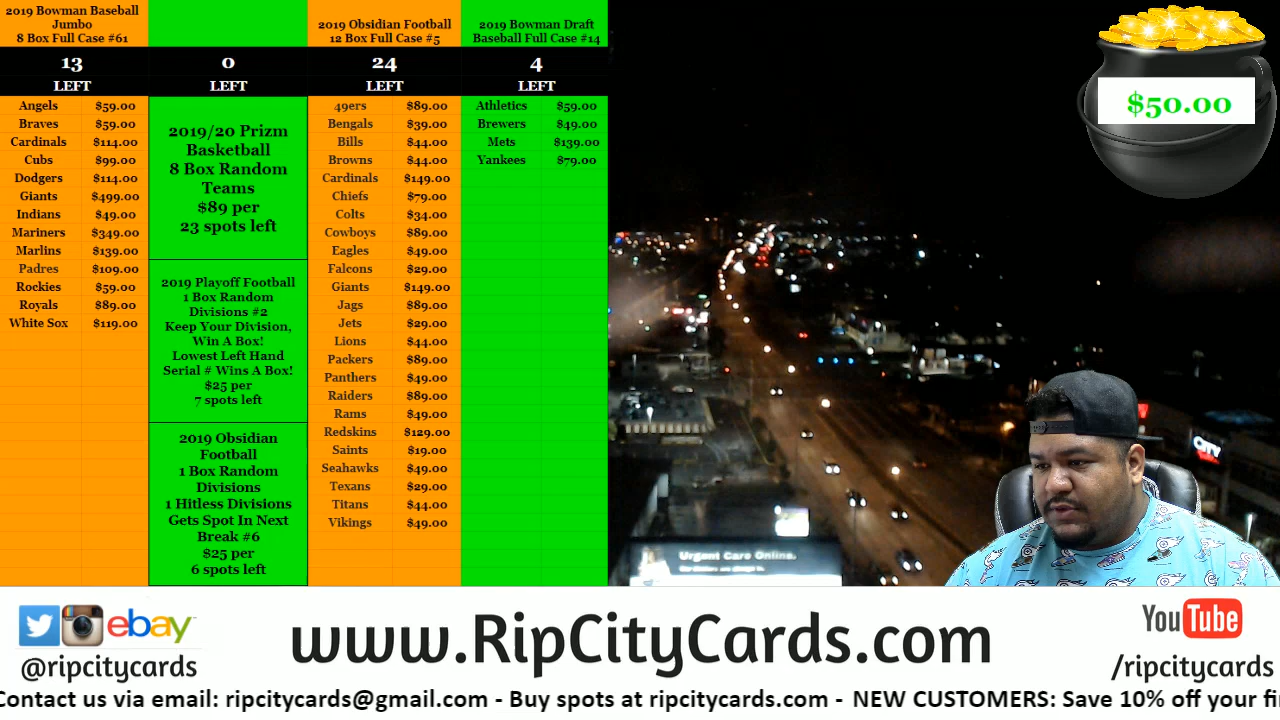 2019 Bowman Baseball
Jumbo
8 Box Full Case #61
13
LEFT
Angels $59.00
Braves $59.00
Cardinals $114.00
Cubs $99.00
Dodgers $114.00
Giants $499.00
Indians $49.00
Mariners $349.00
Marlins $139.00
Padres $109.00
Rockies $59.00
Royals $89.00
White Sox $119.00
0
LEFT
2019/20 Prizm
Basketball
8 Box Random
Teams
$89 per
23 spots left
2019 Playoff Football
1 Box Random
Divisions #2
Keep Your Division,
Win A Box!
Lowest Left Hand
Serial # Wins A Box!
$25 per
7 spots left
2019 Obsidian
Football
1 Box Random
Divisions
1 Hitless Divisions
Gets Spot In Next
Break #6
$25 per
6 spots left
2019 Obsidian Football
12 Box Full Case #5
24
LEFT
49ers $89.00
Bengals $39.00
Bills $44.00
Browns $44.00
Cardinals $149.00
Chiefs $79.00
Colts $34.00
Cowboys $89.00
Eagles $49.00
Falcons $29.00
Giants $149.00
Jags $89.00
Jets $29.00
Lions $44.00
Packers $89.00
Panthers $49.00
Raiders $89.00
Rams $49.00
Redskins $129.00
Saints $19.00
Seahawks $49.00
Texans $29.00
Titans $44.00
Vikings $49.00
2019 Bowman Draft
Baseball Full Case #14
4
LEFT
Athletics $59.00
Brewers $49.00
Mets $139.00
Yankees $79.00
$50.00
CITY
Urgent Care Online.
ebay
@ripcitycards
www.RipCityCards.com
YouTube
/ripcitycards
Contact us via email: ripcitycards@gmail.com - Buy spots at ripcitycards.com - NEW CUSTOMERS: Save 10% off your fi